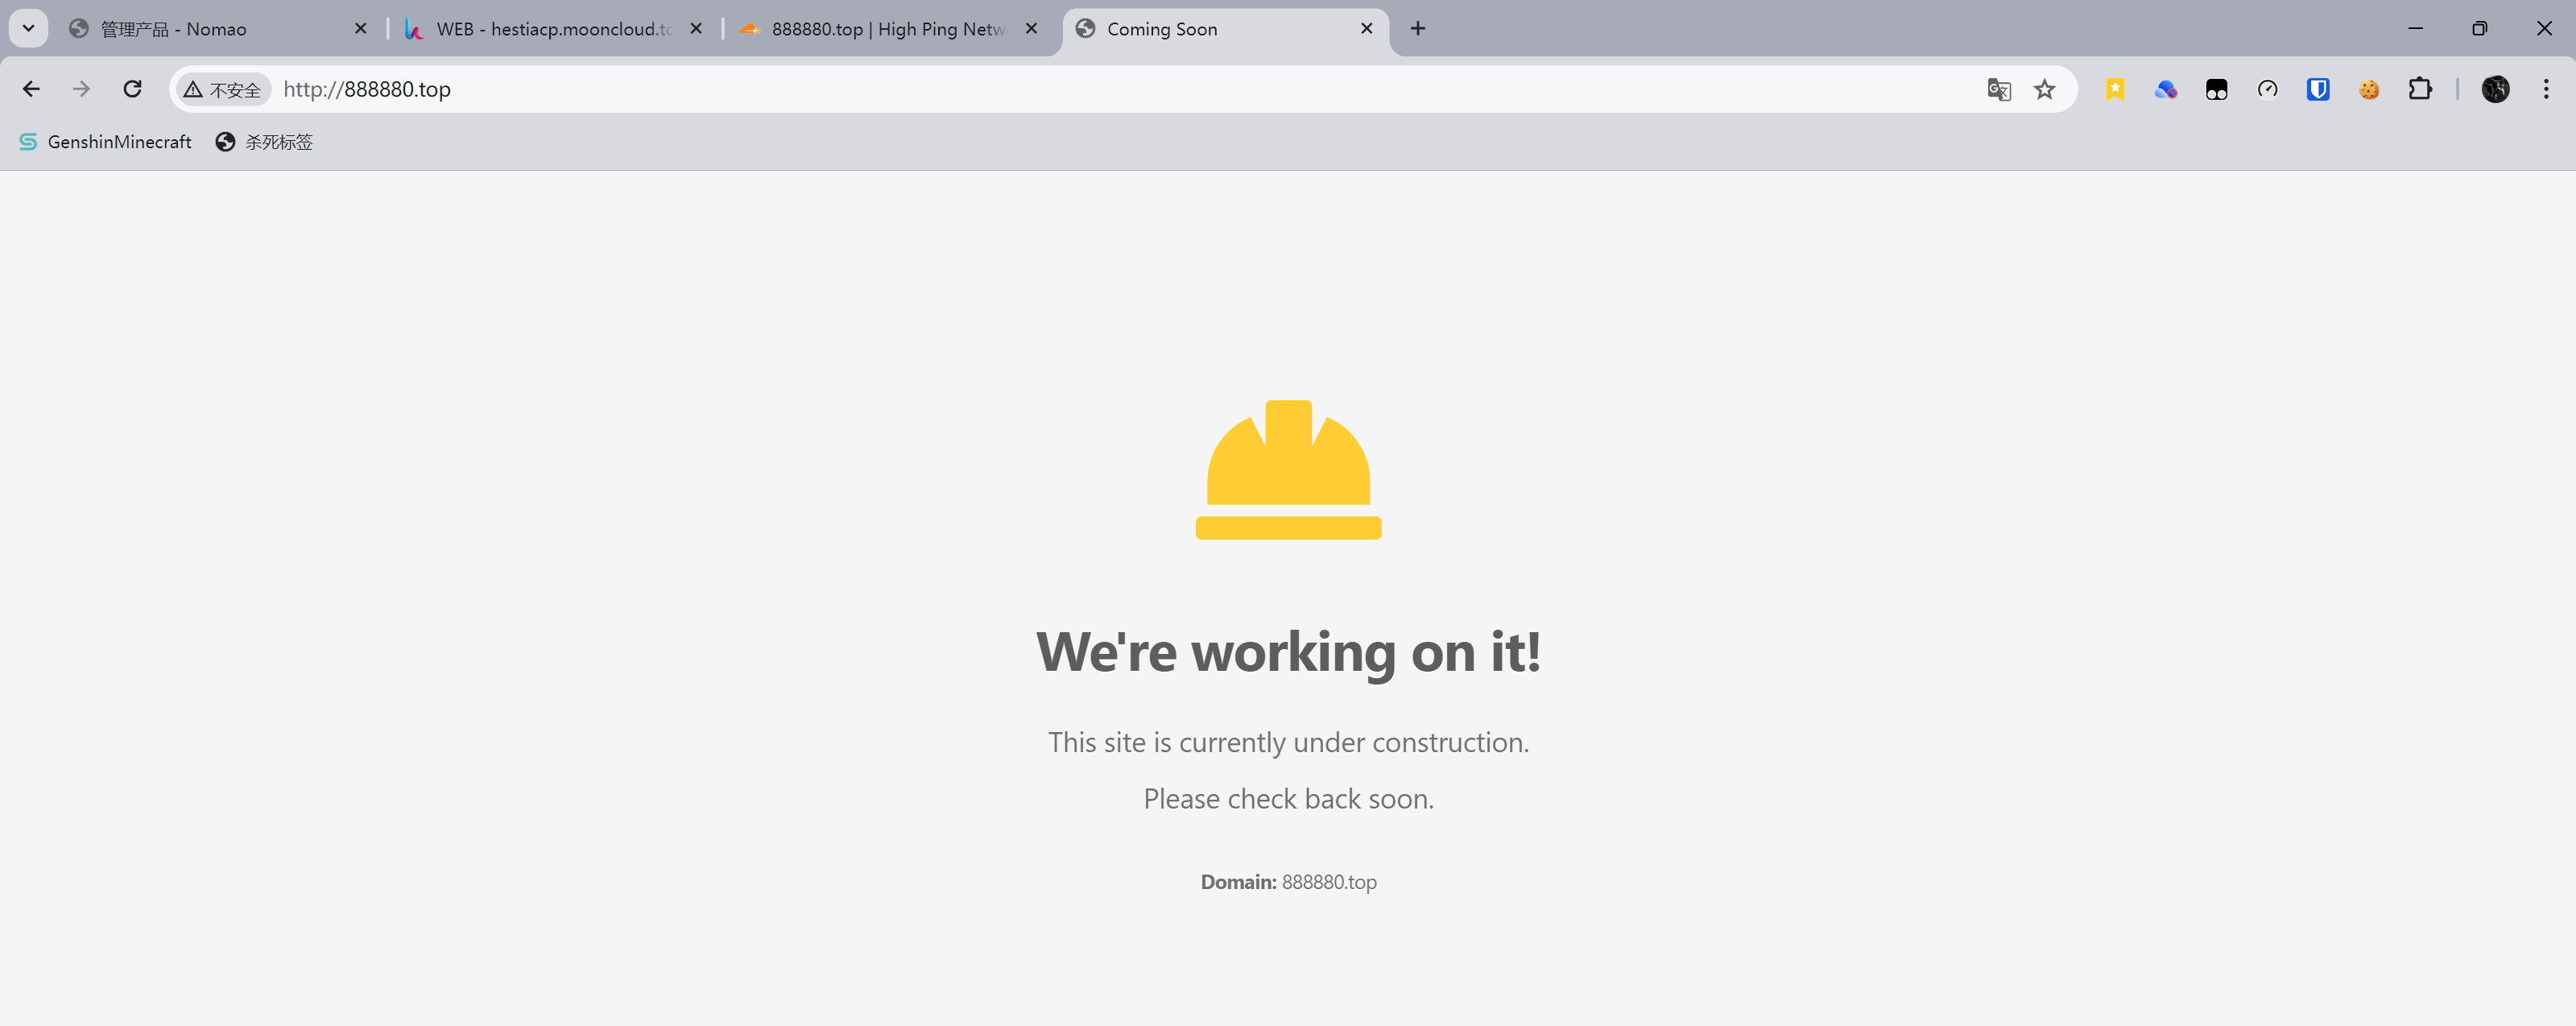 管理产品 - Nomao
WEB - hestiacp.mooncloud.to
888880.top | High Ping Netw
Coming Soon
不安全
http://888880.top
GenshinMinecraft
杀死标签
We're working on it!
This site is currently under construction.
Please check back soon.
Domain: 888880.top